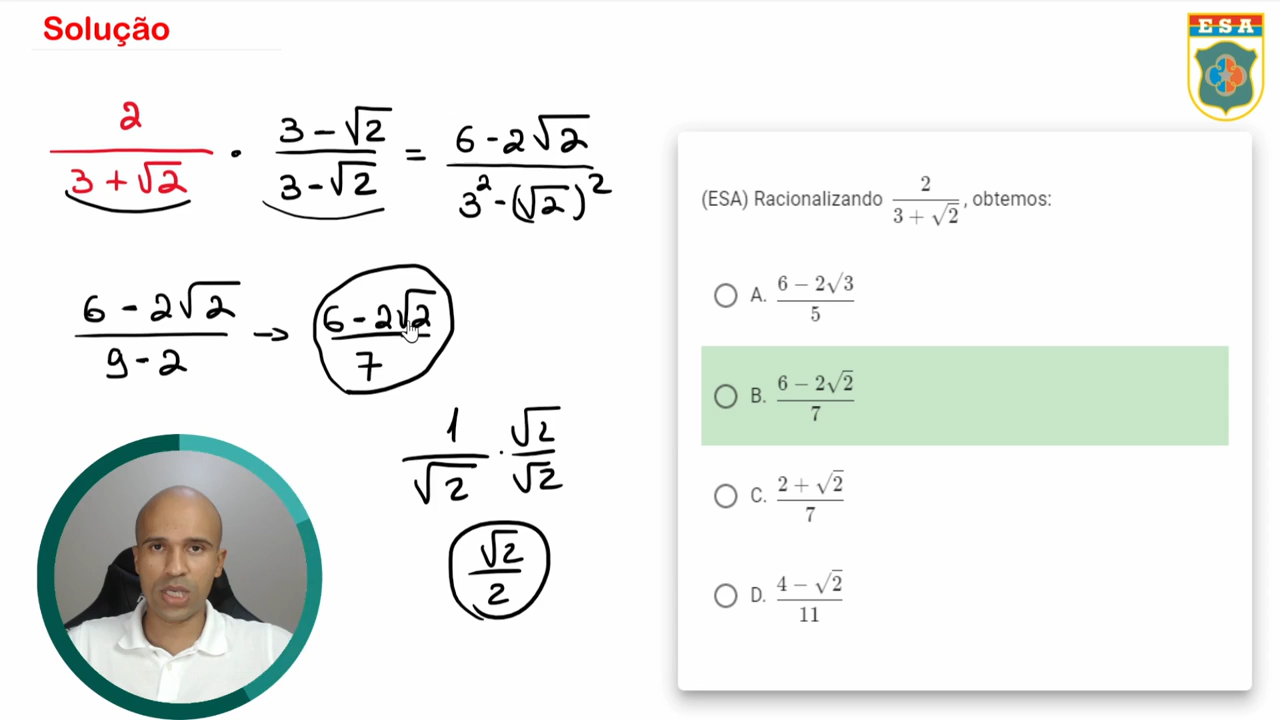 Solução
ESA
2/(3 + √2) · (3 - √2)/(3 - √2) = (6 - 2√2)/(3² - (√2)²)
(6 - 2√2)/(9 - 2) → (6 - 2√2)/7
1/√2 · √2/√2
√2/2
(ESA) Racionalizando 2/(3 + √2), obtemos:
A. (6 − 2√3)/5
B. (6 − 2√2)/7
C. (2 + √2)/7
D. (4 − √2)/11